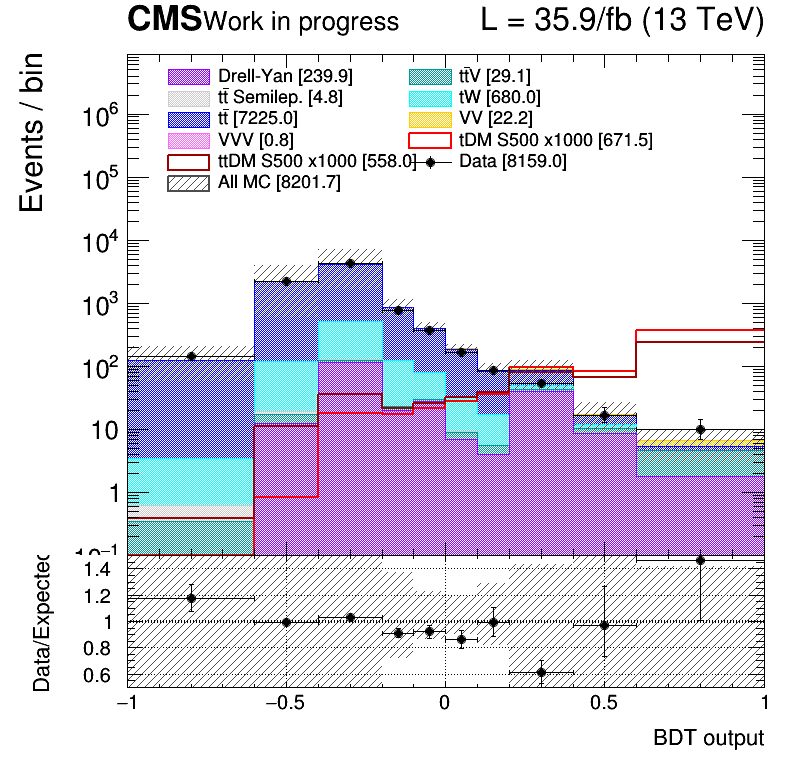 CMS Work in progress L = 35.9/fb (13 TeV)
Events / bin
Drell-Yan [239.9] tt̄V [29.1]
tt̄ Semilep. [4.8] tW [680.0]
tt̄ [7225.0] VV [22.2]
VVV [0.8] tDM S500 x1000 [671.5]
ttDM S500 x1000 [558.0] Data [8159.0]
All MC [8201.7]
10⁶
10⁵
10⁴
10³
10²
10
1
10⁻¹
Data/Expected
1.4
1.2
1
0.8
0.6
−1 −0.5 0 0.5 1
BDT output